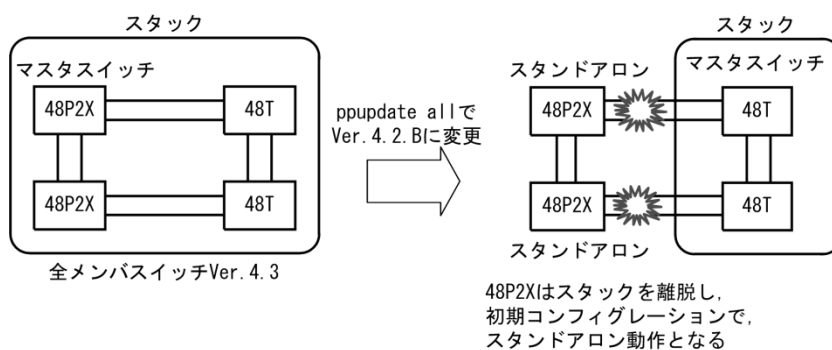 スタック
マスタスイッチ
48P2X
48T
48P2X
48T
全メンバスイッチVer.4.3
ppupdate allで
Ver.4.2.Bに変更
スタック
スタンドアロン
マスタスイッチ
48P2X
48T
48P2X
48T
スタンドアロン
48P2Xはスタックを離脱し，
初期コンフィグレーションで，
スタンドアロン動作となる